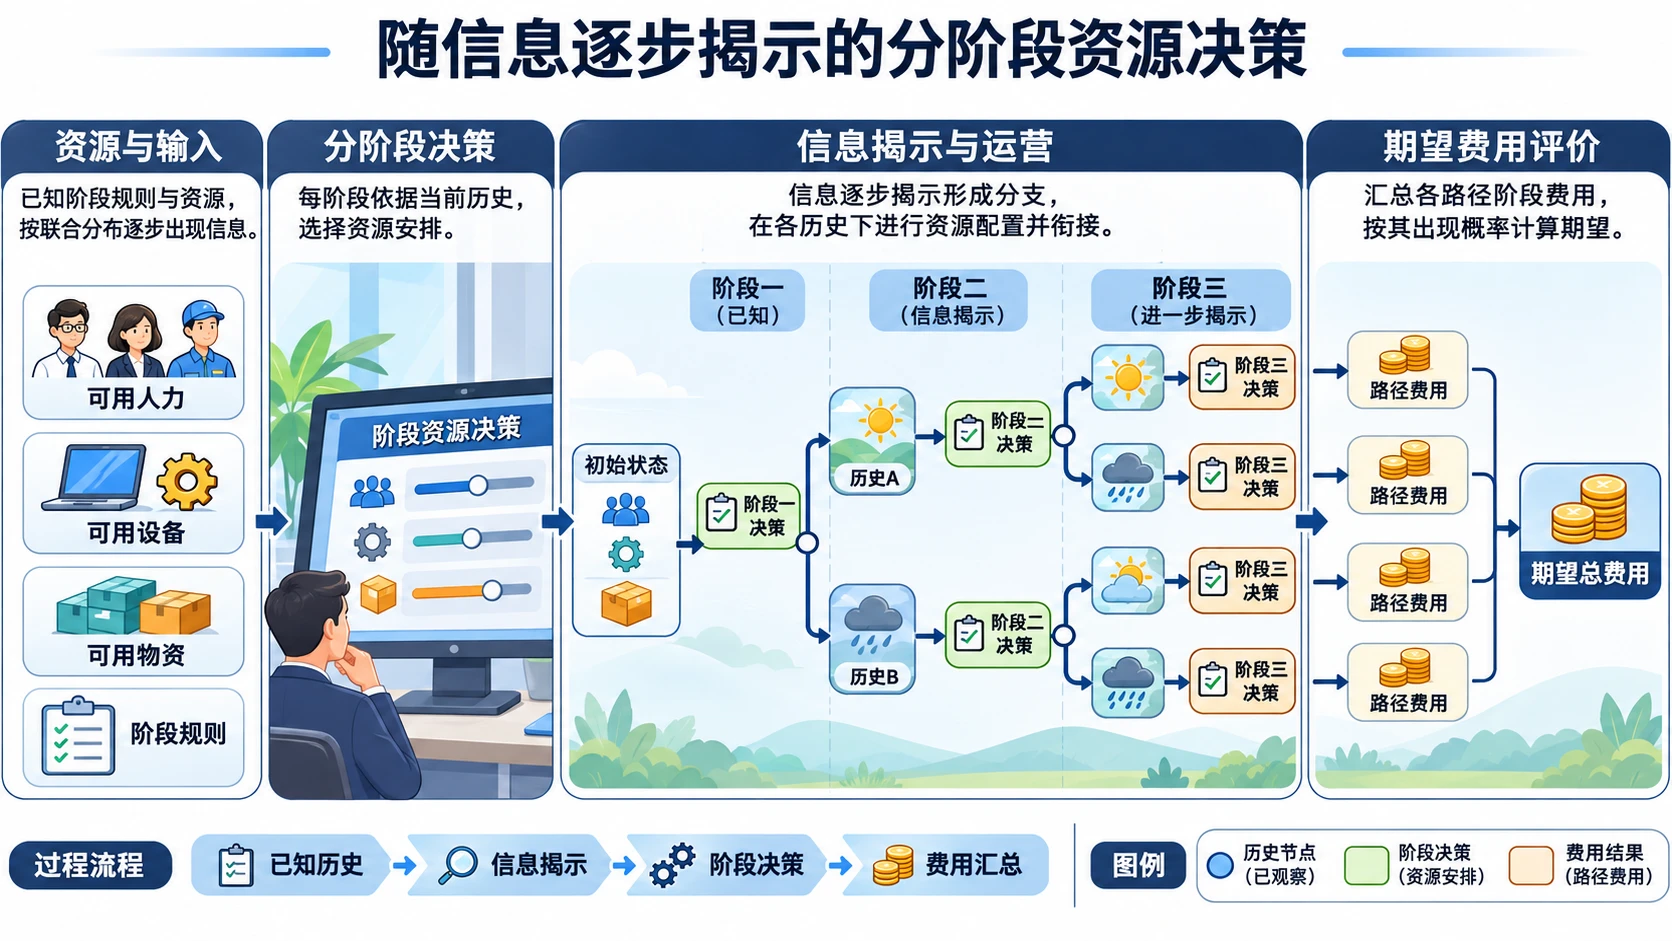 随信息逐步揭示的分阶段资源决策
资源与输入
已知阶段规则与资源，
按联合分布逐步出现信息。
可用人力
可用设备
可用物资
阶段规则
分阶段决策
每阶段依据当前历史，
选择资源安排。
阶段资源决策
信息揭示与运营
信息逐步揭示形成分支，
在各历史下进行资源配置并衔接。
阶段一
（已知）
阶段二
（信息揭示）
阶段三
（进一步揭示）
初始状态
阶段一
决策
历史A
阶段二
决策
历史B
阶段二
决策
阶段三
决策
阶段三
决策
阶段三
决策
阶段三
决策
期望费用评价
汇总各路径阶段费用，
按其出现概率计算期望。
路径费用
路径费用
路径费用
路径费用
期望总费用
过程流程
已知历史
信息揭示
阶段决策
费用汇总
图例
历史节点
（已观察）
阶段决策
（资源安排）
费用结果
（路径费用）